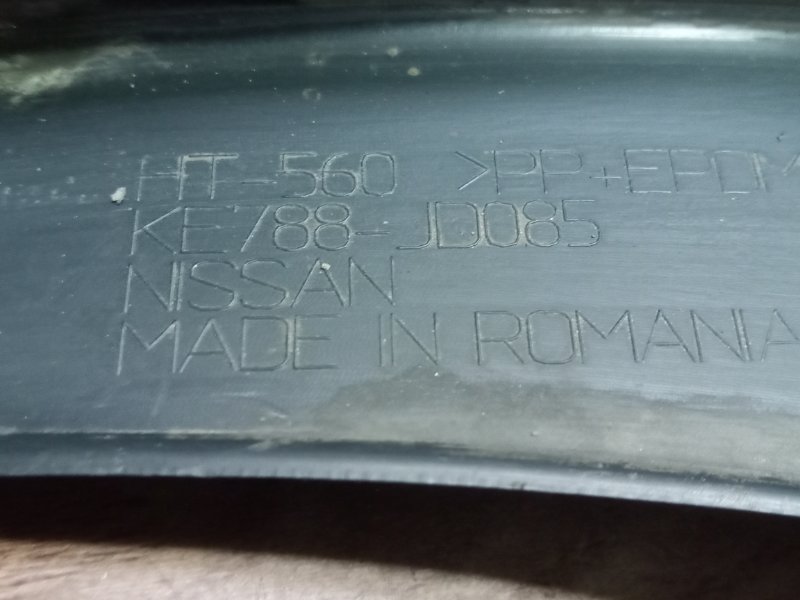 HT-560 >PP+EPDM
KE788-JD085
NISSAN
MADE IN ROMANIA